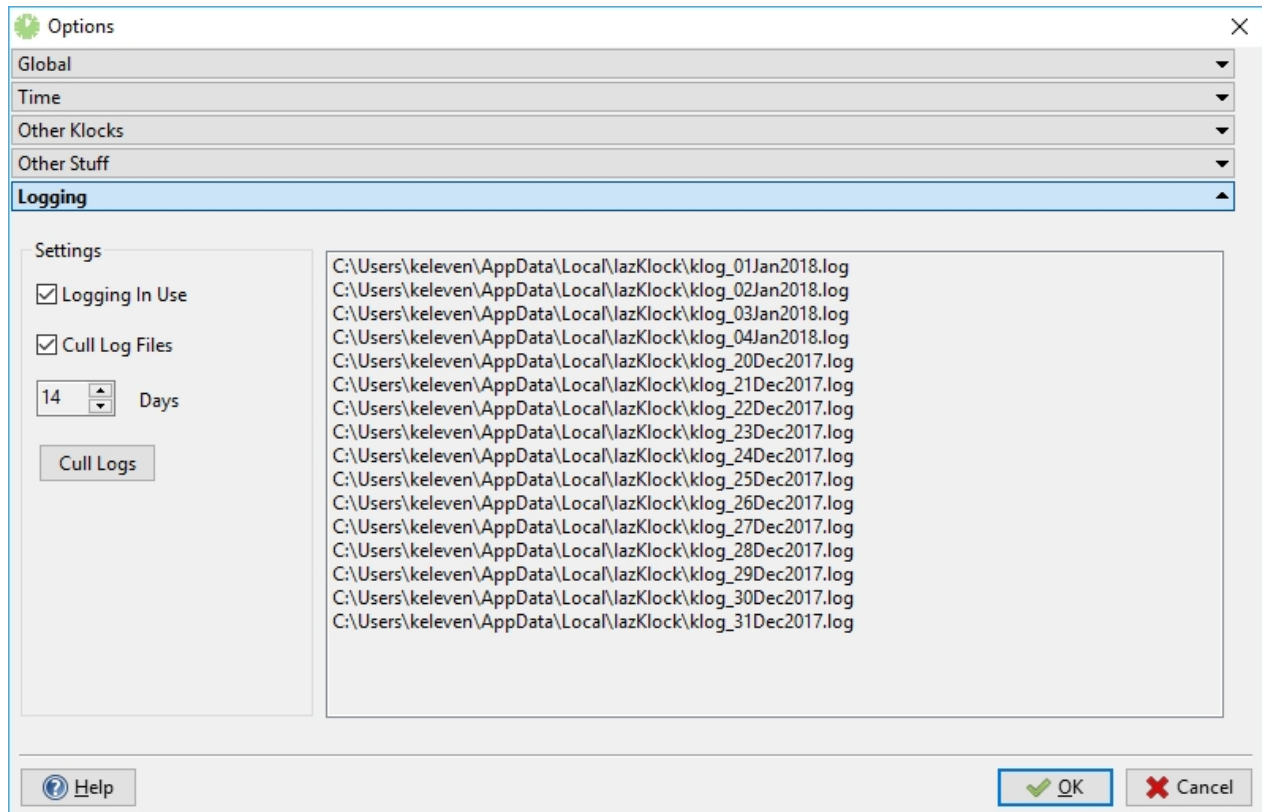 Options
Global
Time
Other Klocks
Other Stuff
Logging
Settings
Logging In Use
Cull Log Files
14 Days
Cull Logs
C:\Users\keleven\AppData\Local\lazKlock\klog_01Jan2018.log
C:\Users\keleven\AppData\Local\lazKlock\klog_02Jan2018.log
C:\Users\keleven\AppData\Local\lazKlock\klog_03Jan2018.log
C:\Users\keleven\AppData\Local\lazKlock\klog_04Jan2018.log
C:\Users\keleven\AppData\Local\lazKlock\klog_20Dec2017.log
C:\Users\keleven\AppData\Local\lazKlock\klog_21Dec2017.log
C:\Users\keleven\AppData\Local\lazKlock\klog_22Dec2017.log
C:\Users\keleven\AppData\Local\lazKlock\klog_23Dec2017.log
C:\Users\keleven\AppData\Local\lazKlock\klog_24Dec2017.log
C:\Users\keleven\AppData\Local\lazKlock\klog_25Dec2017.log
C:\Users\keleven\AppData\Local\lazKlock\klog_26Dec2017.log
C:\Users\keleven\AppData\Local\lazKlock\klog_27Dec2017.log
C:\Users\keleven\AppData\Local\lazKlock\klog_28Dec2017.log
C:\Users\keleven\AppData\Local\lazKlock\klog_29Dec2017.log
C:\Users\keleven\AppData\Local\lazKlock\klog_30Dec2017.log
C:\Users\keleven\AppData\Local\lazKlock\klog_31Dec2017.log
Help
OK
Cancel